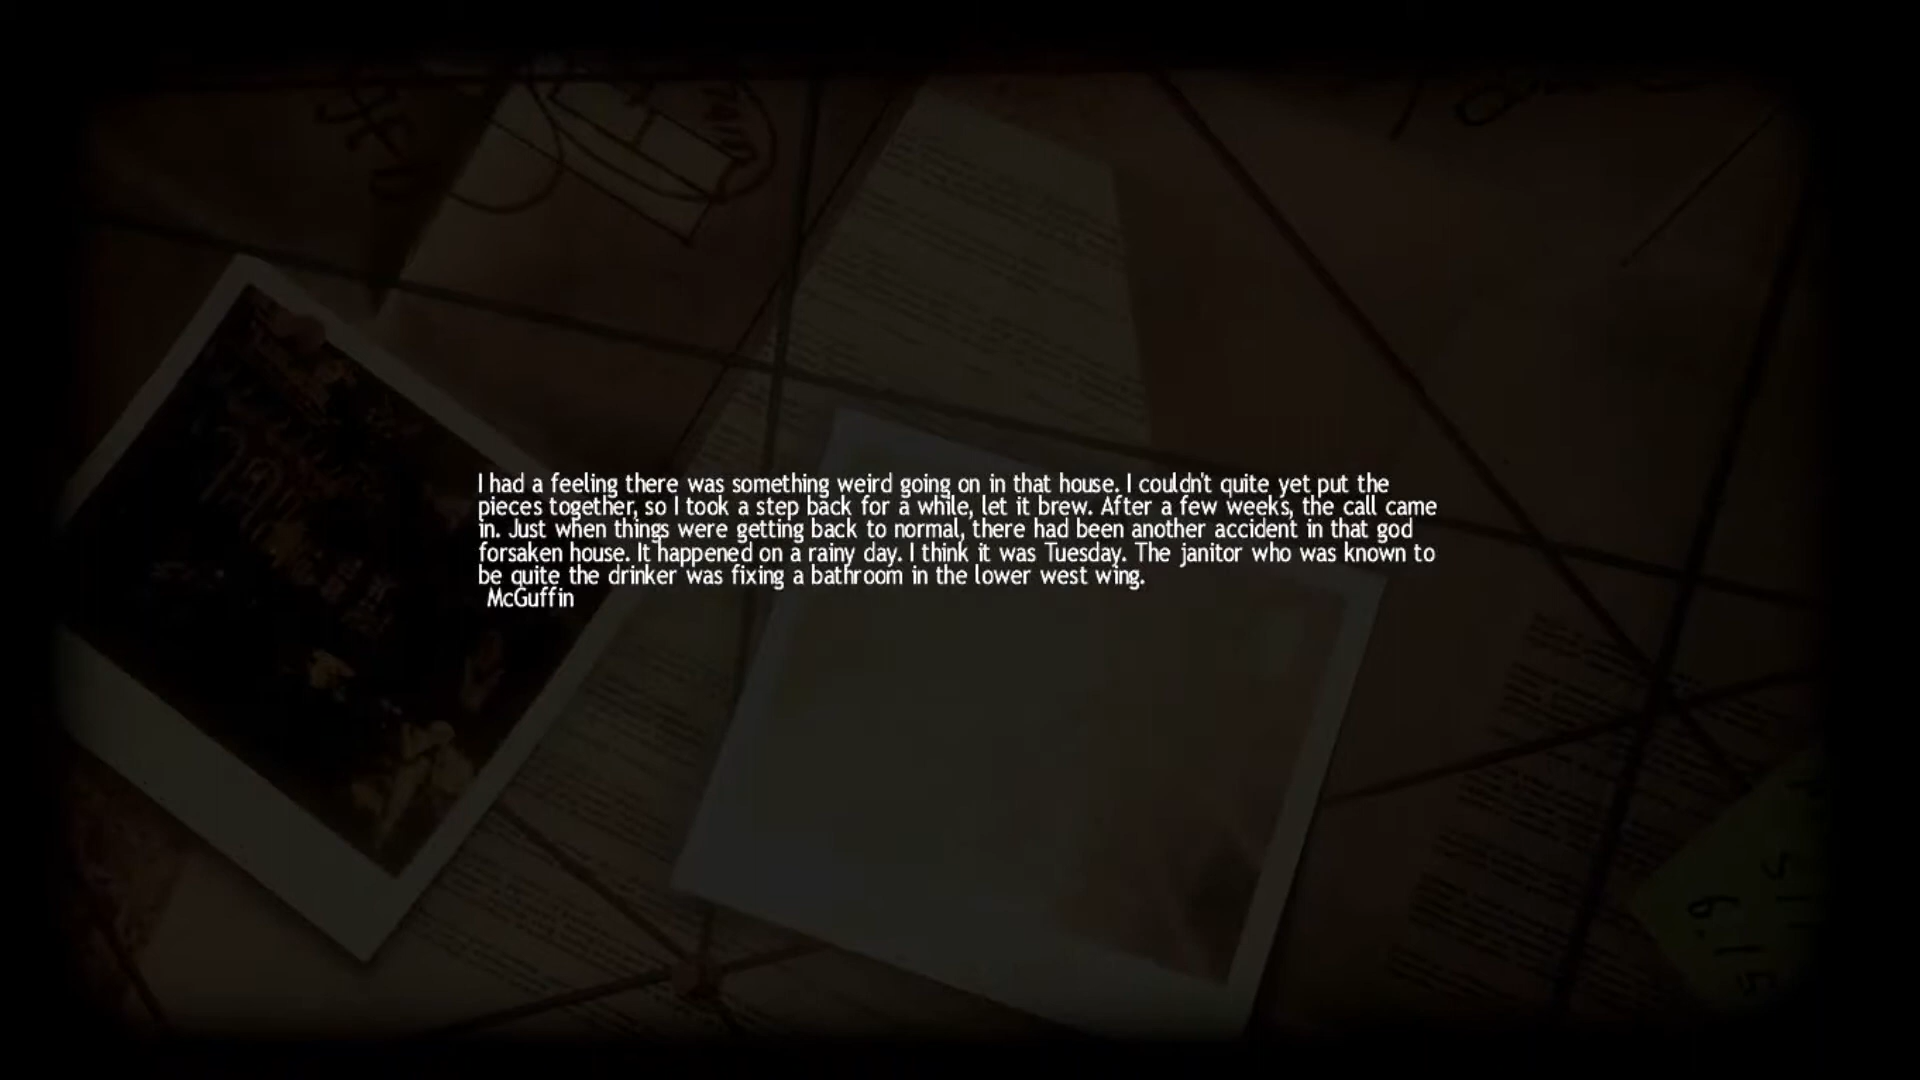 I had a feeling there was something weird going on in that house. I couldn't quite yet put the
pieces together, so I took a step back for a while, let it brew. After a few weeks, the call came
in. Just when things were getting back to normal, there had been another accident in that god
forsaken house. It happened on a rainy day. I think it was Tuesday. The janitor who was known to
be quite the drinker was fixing a bathroom in the lower west wing.
McGuffin